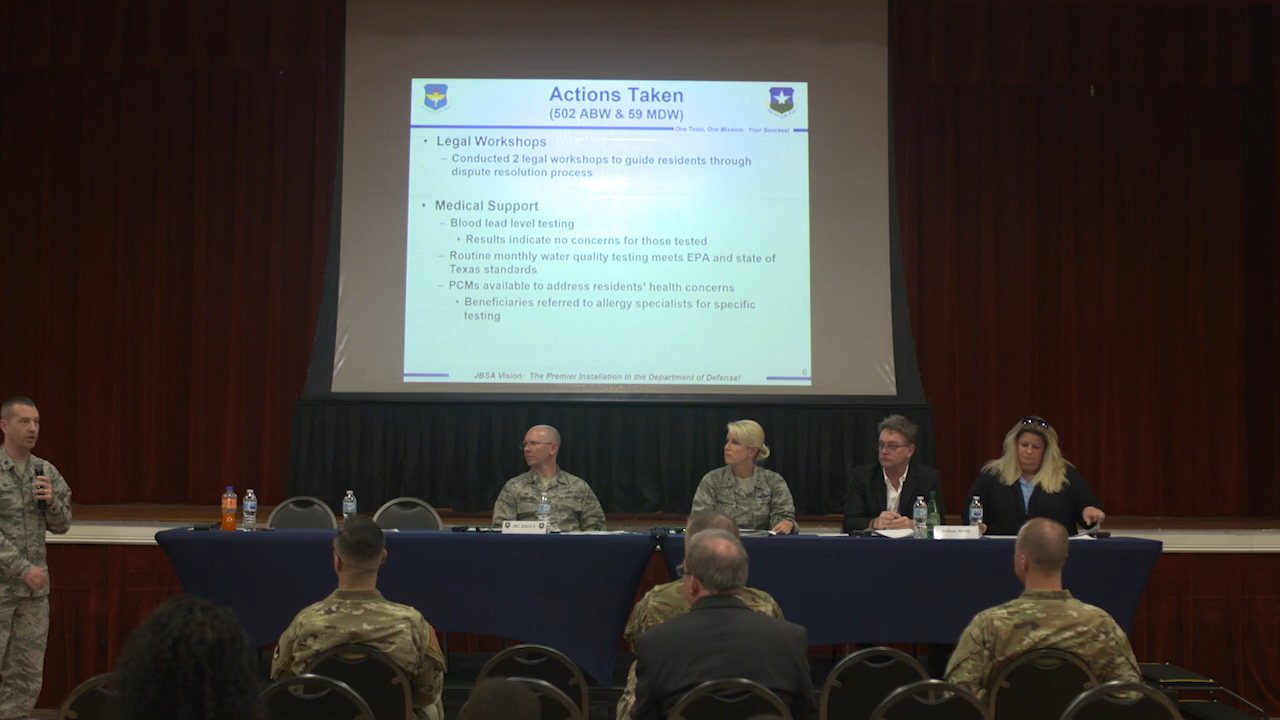 Actions Taken
(502 ABW & 59 MDW)
One Team, One Mission: Your Success!
• Legal Workshops
– Conducted 2 legal workshops to guide residents through
dispute resolution process
• Medical Support
– Blood lead level testing
• Results indicate no concerns for those tested
– Routine monthly water quality testing meets EPA and state of
Texas standards
– PCMs available to address residents' health concerns
• Beneficiaries referred to allergy specialists for specific
testing
JBSA Vision: The Premier Installation in the Department of Defense!
6